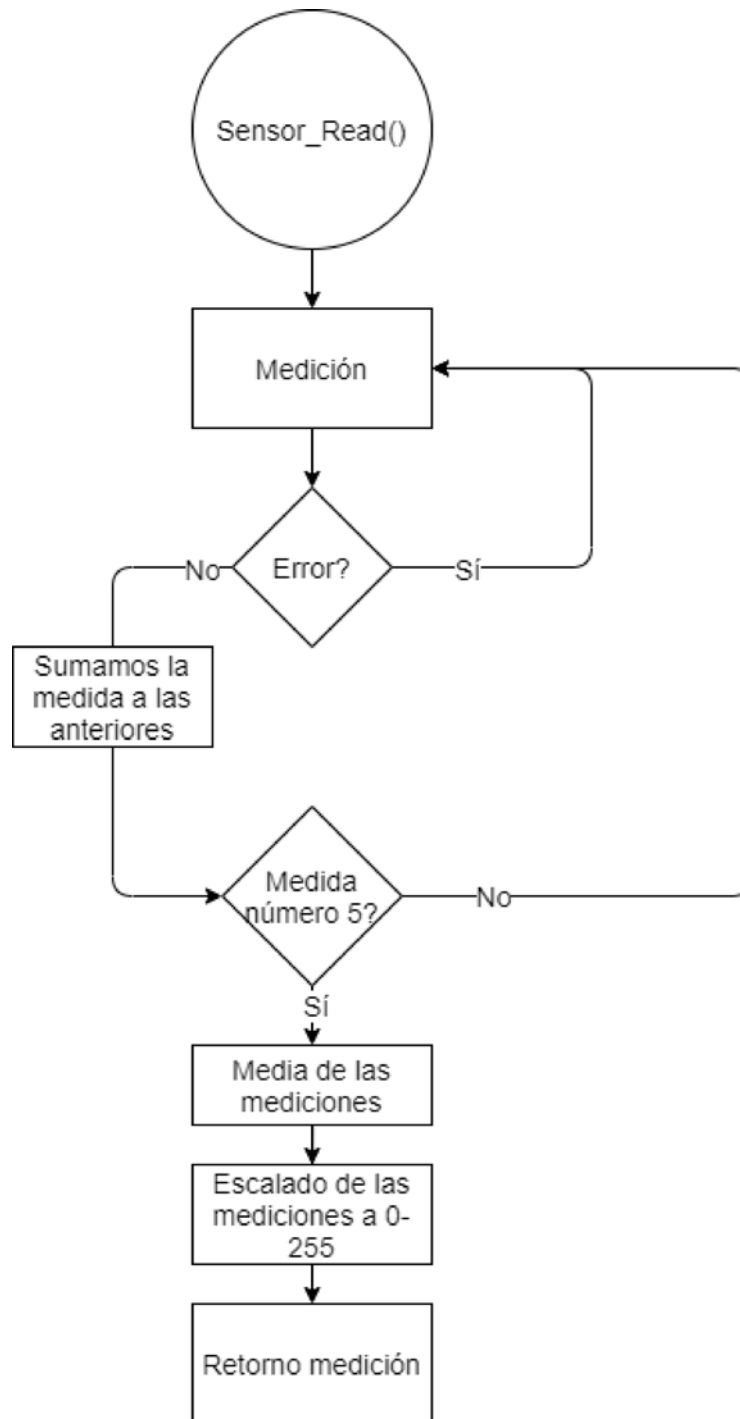 Sensor_Read()
Medición
Error?
No
Sí
Sumamos la
medida a las
anteriores
Medida
número 5?
No
Sí
Media de las
mediciones
Escalado de las
mediciones a 0-
255
Retorno medición